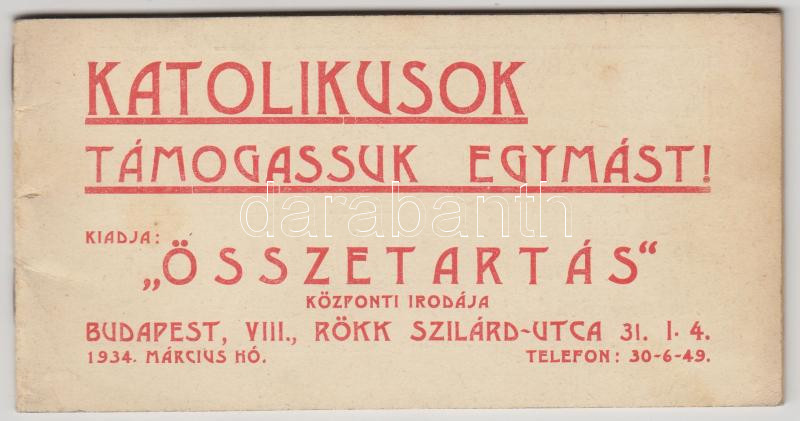 KATOLIKUSOK
TÁMOGASSUK EGYMÁST!
darabanth
KIADJA:
„ÖSSZETARTÁS“
KÖZPONTI IRODÁJA
BUDAPEST, VIII., RÖKK SZILÁRD-UTCA 31. I. 4.
1934. MÁRCIUS HÓ. TELEFON: 30-6-49.